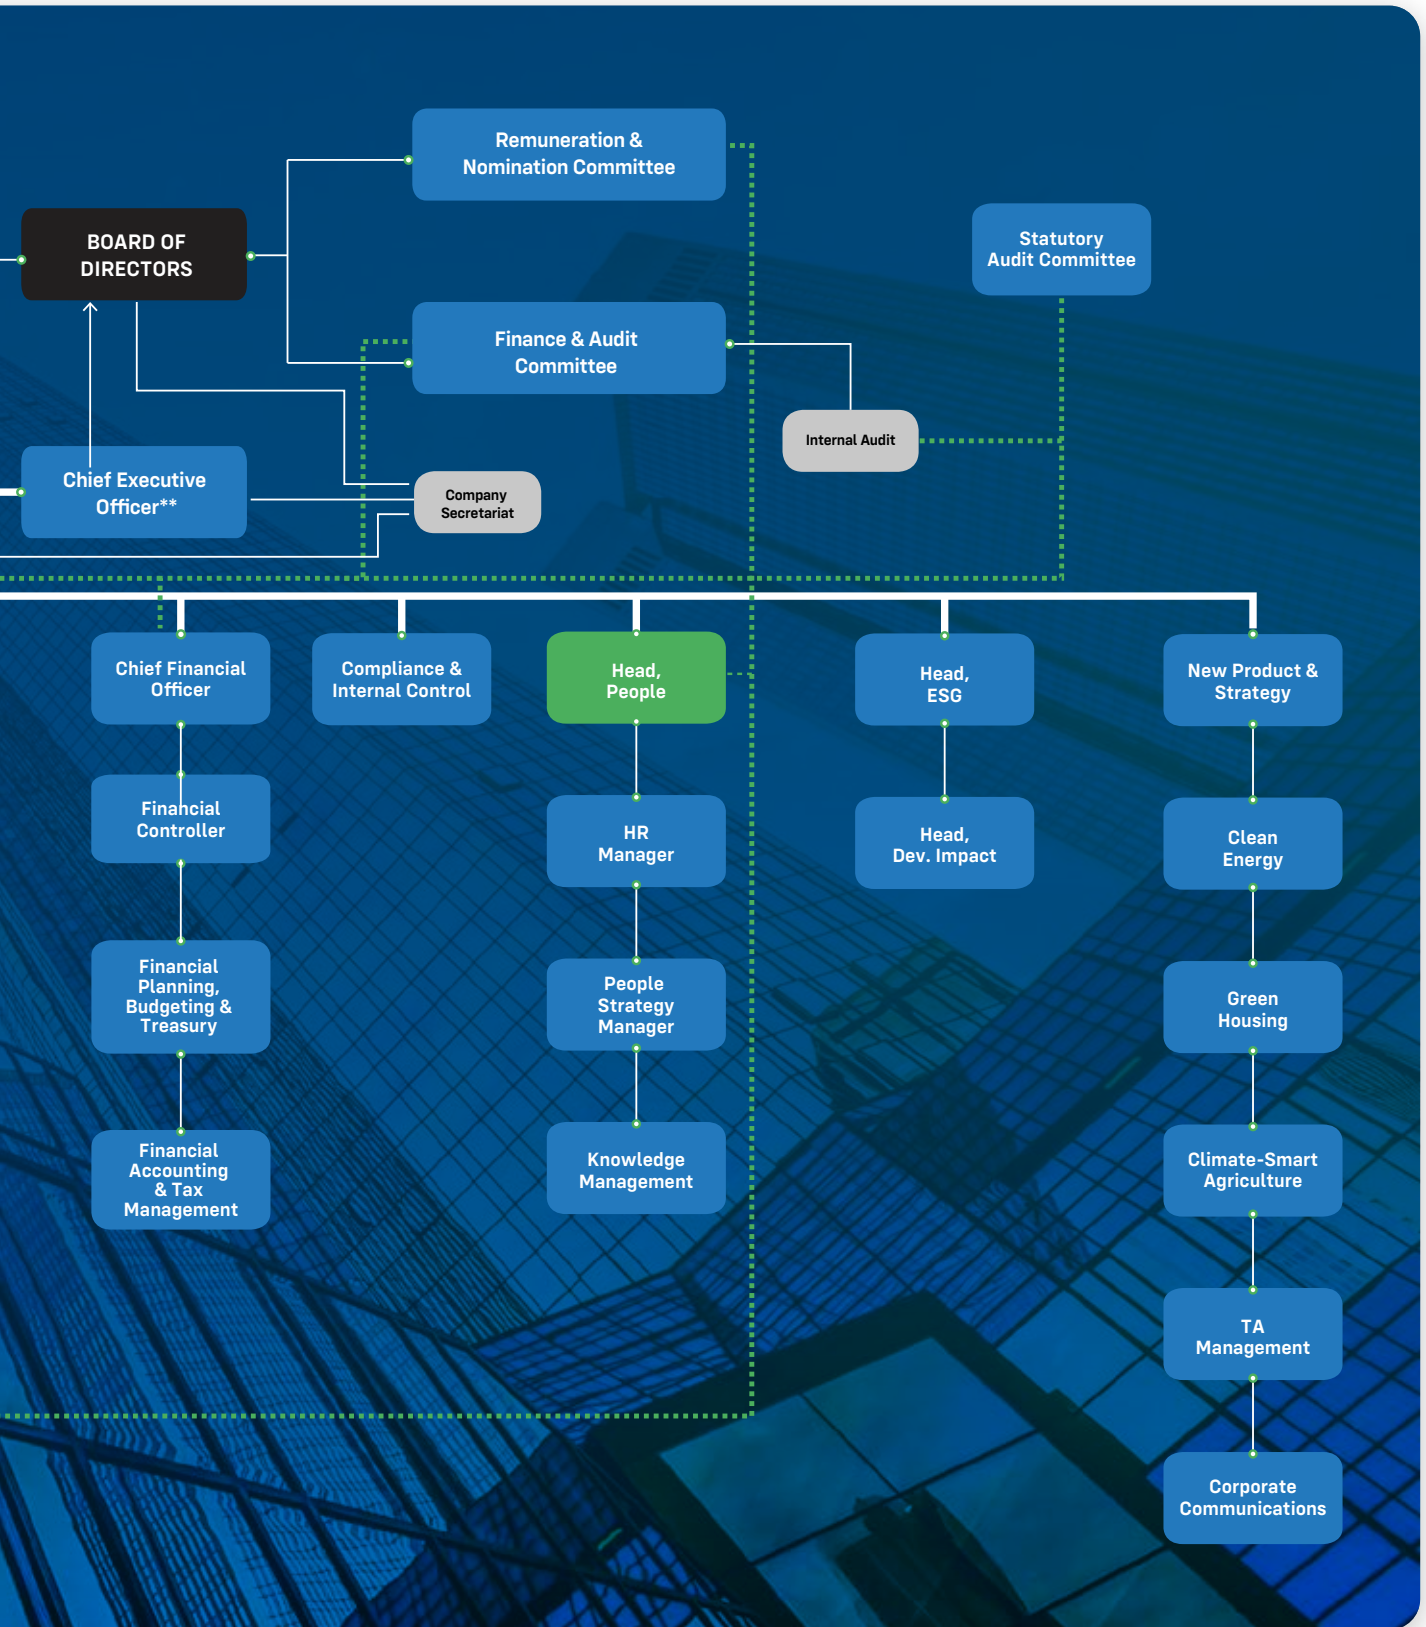 Remuneration &
Nomination Committee
BOARD OF
DIRECTORS
Statutory
Audit Committee
Finance & Audit
Committee
Internal Audit
Chief Executive
Officer**
Company
Secretariat
Chief Financial
Officer
Compliance &
Internal Control
Head,
People
Head,
ESG
New Product &
Strategy
Financial
Controller
HR
Manager
Head,
Dev. Impact
Clean
Energy
Financial
Planning,
Budgeting &
Treasury
People
Strategy
Manager
Green
Housing
Financial
Accounting
& Tax
Management
Knowledge
Management
Climate-Smart
Agriculture
TA
Management
Corporate
Communications